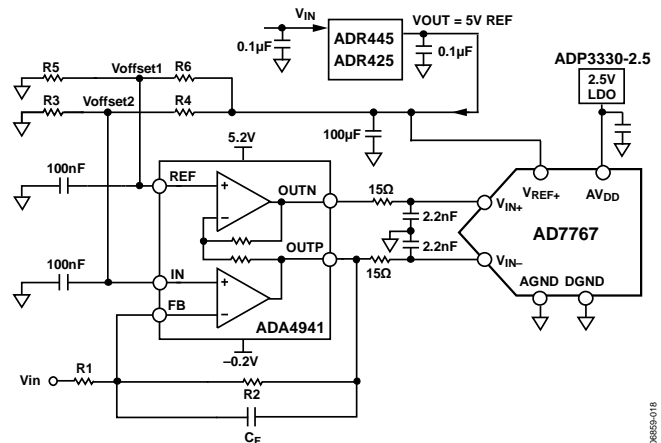 VIN
ADR445
ADR425
VOUT = 5V REF
0.1µF
0.1µF
ADP3330-2.5
2.5V
LDO
R5
Voffset1
R6
R3
Voffset2
R4
100µF
5.2V
100nF
REF
OUTN
15Ω
VREF+
AVDD
VIN+
2.2nF
AD7767
OUTP
2.2nF
100nF
15Ω
VIN–
IN
FB
AGND
DGND
ADA4941
–0.2V
Vin
R1
R2
CF
X6859-018